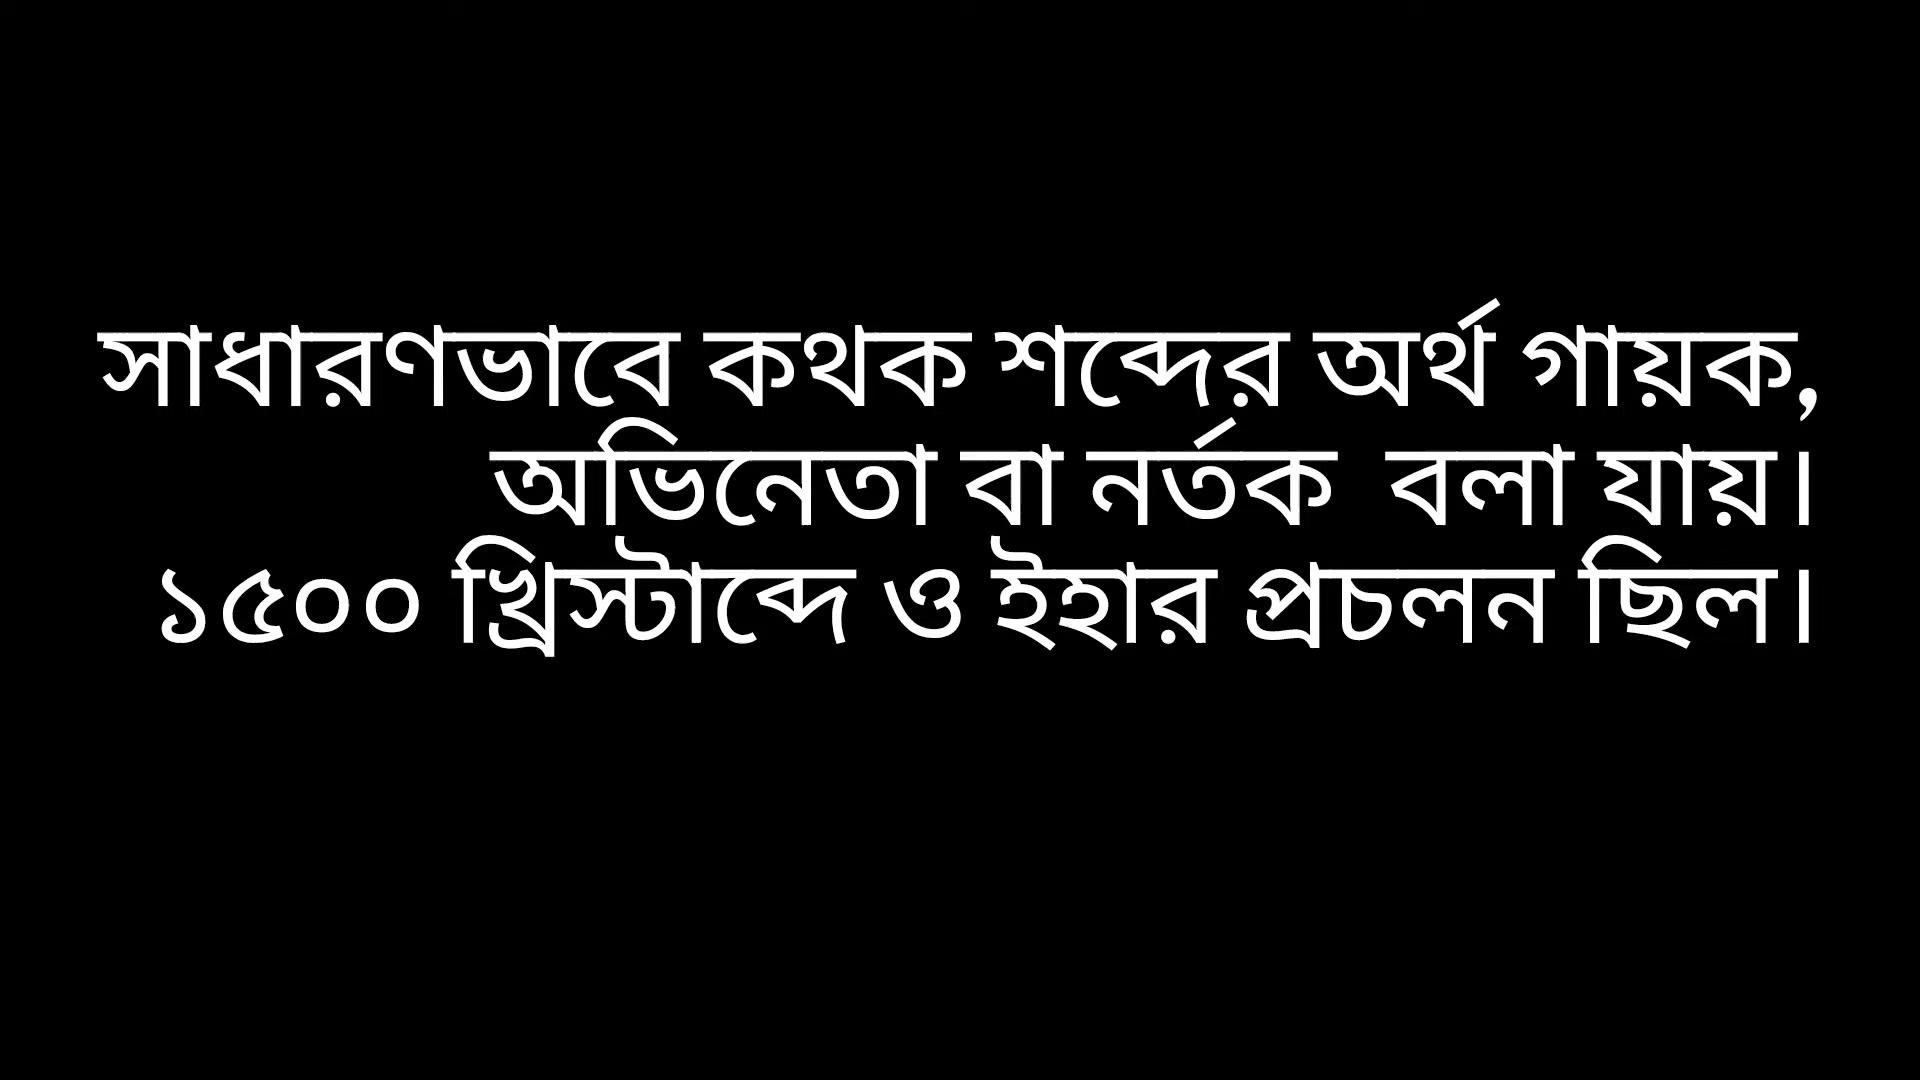 সাধারণভাবে কথক শব্দের অর্থ গায়ক,
অভিনেতা বা নর্তক  বলা যায়।
১৫০০ খ্রিস্টাব্দে ও ইহার প্রচলন ছিল।